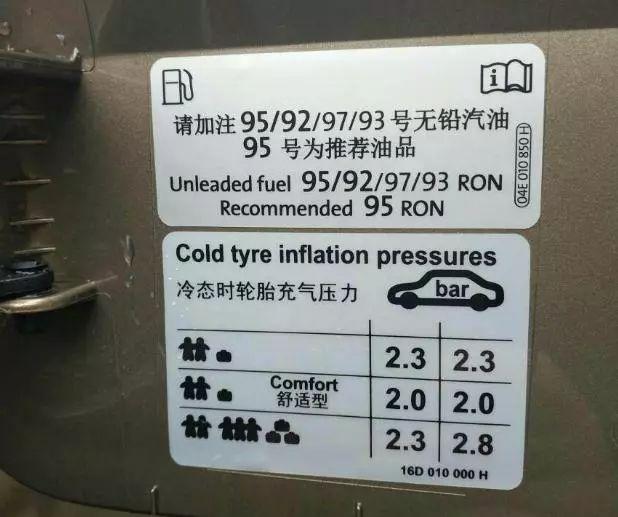 请加注 95/92/97/93 号无铅汽油
95 号为推荐油品
Unleaded fuel 95/92/97/93 RON
Recommended 95 RON
04E 010 850 H
Cold tyre inflation pressures
冷态时轮胎充气压力
bar
2.3 2.3
Comfort
舒适型
2.0 2.0
2.3 2.8
16D 010 000 H